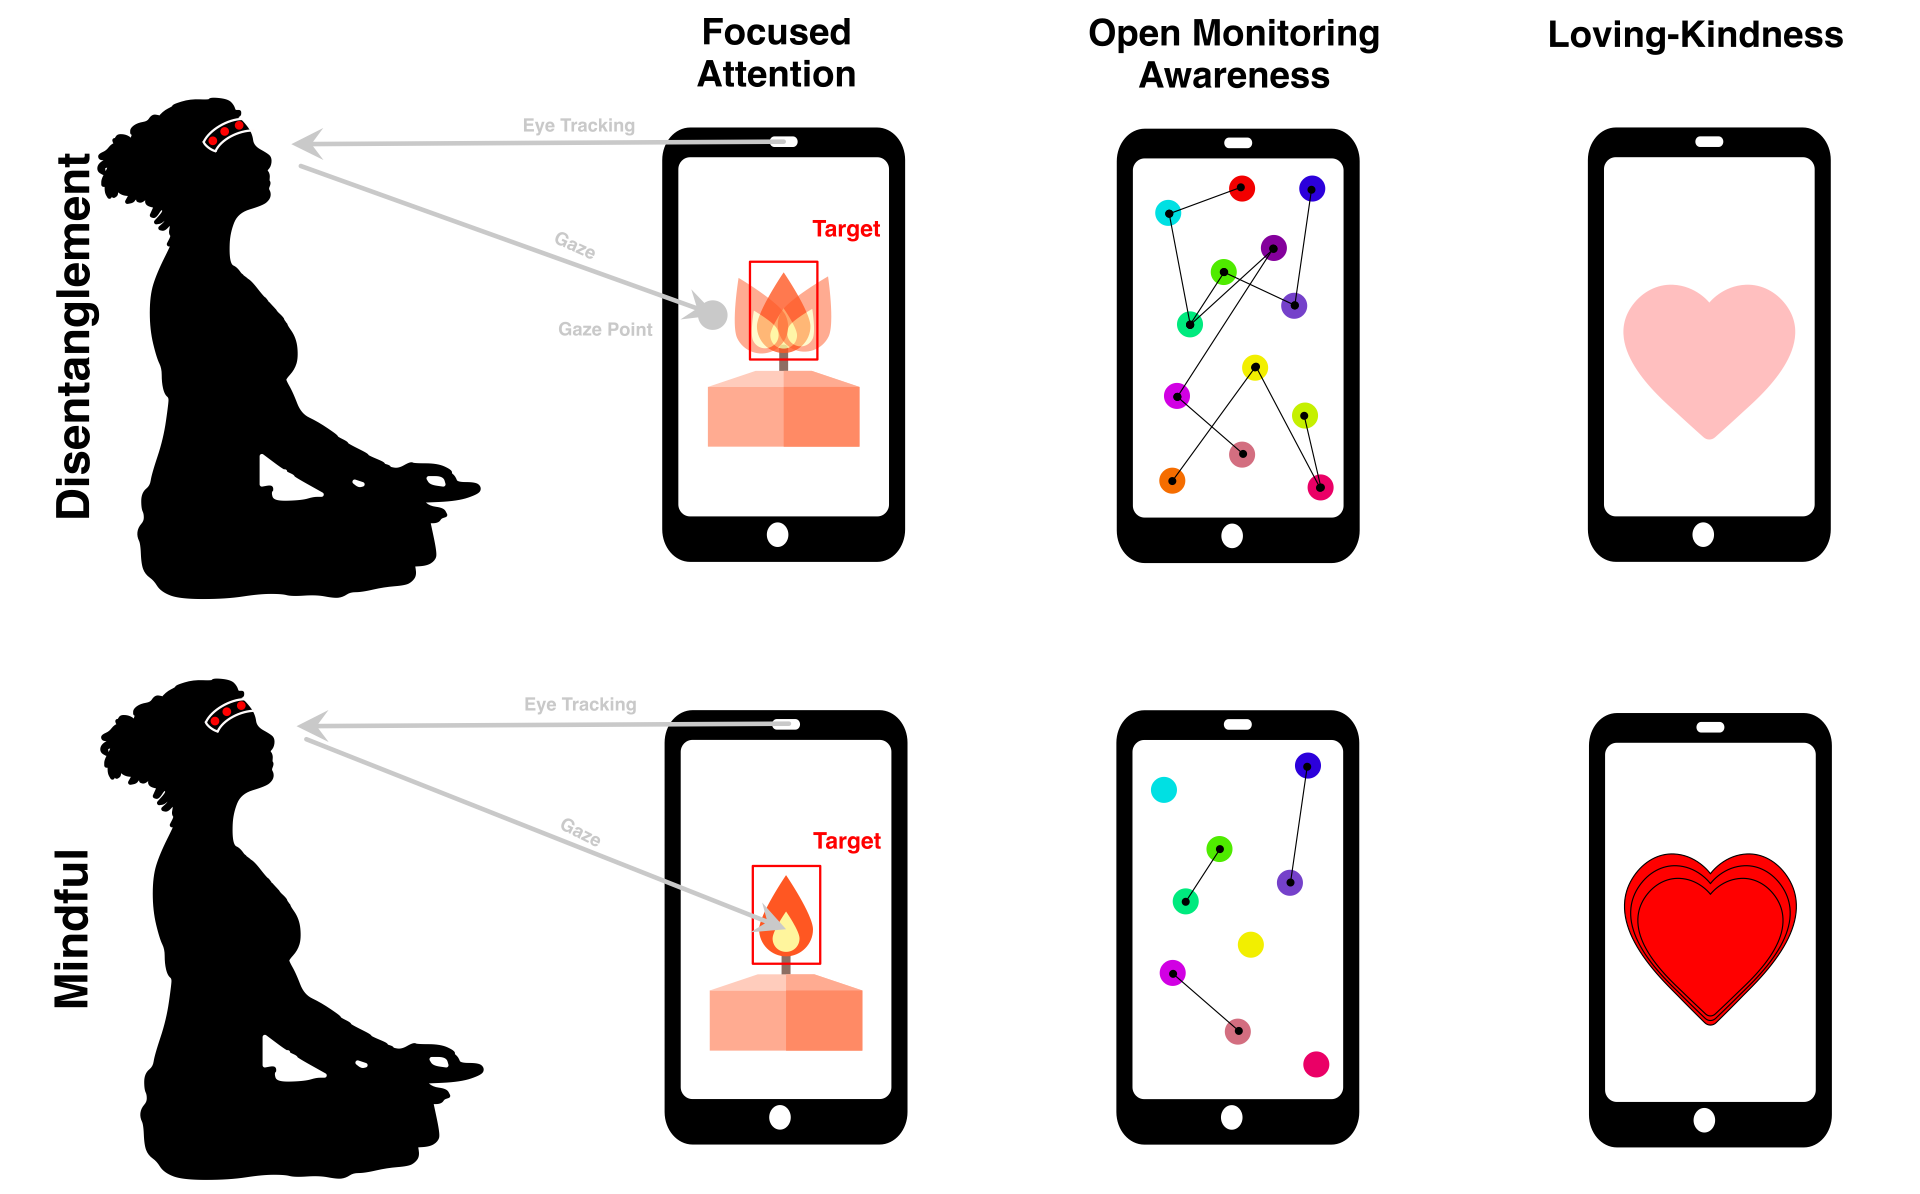 Focused
Attention
Open Monitoring
Awareness
Loving-Kindness
Disentanglement
Eye Tracking
Gaze
Gaze Point
Target
Mindful
Eye Tracking
Gaze
Target